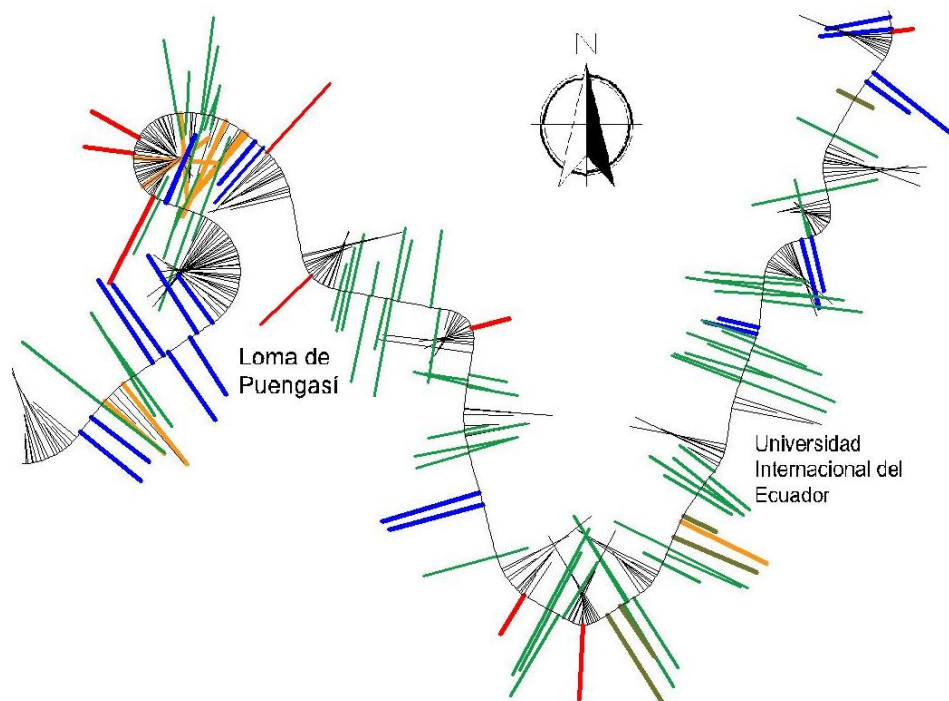 N
Loma de
Puengasí
Universidad
Internacional del
Ecuador